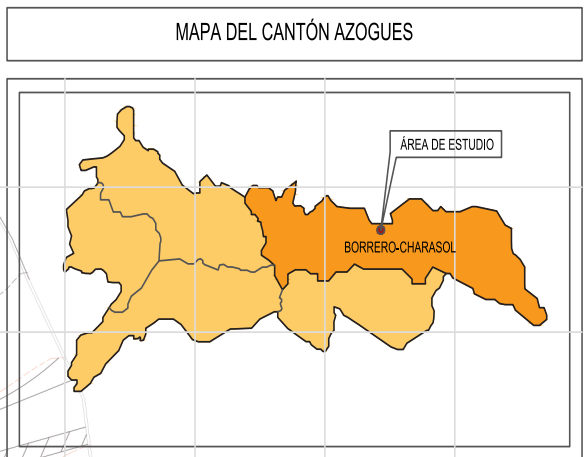 MAPA DEL CANTÓN AZOGUES
ÁREA DE ESTUDIO
BORRERO-CHARASOL